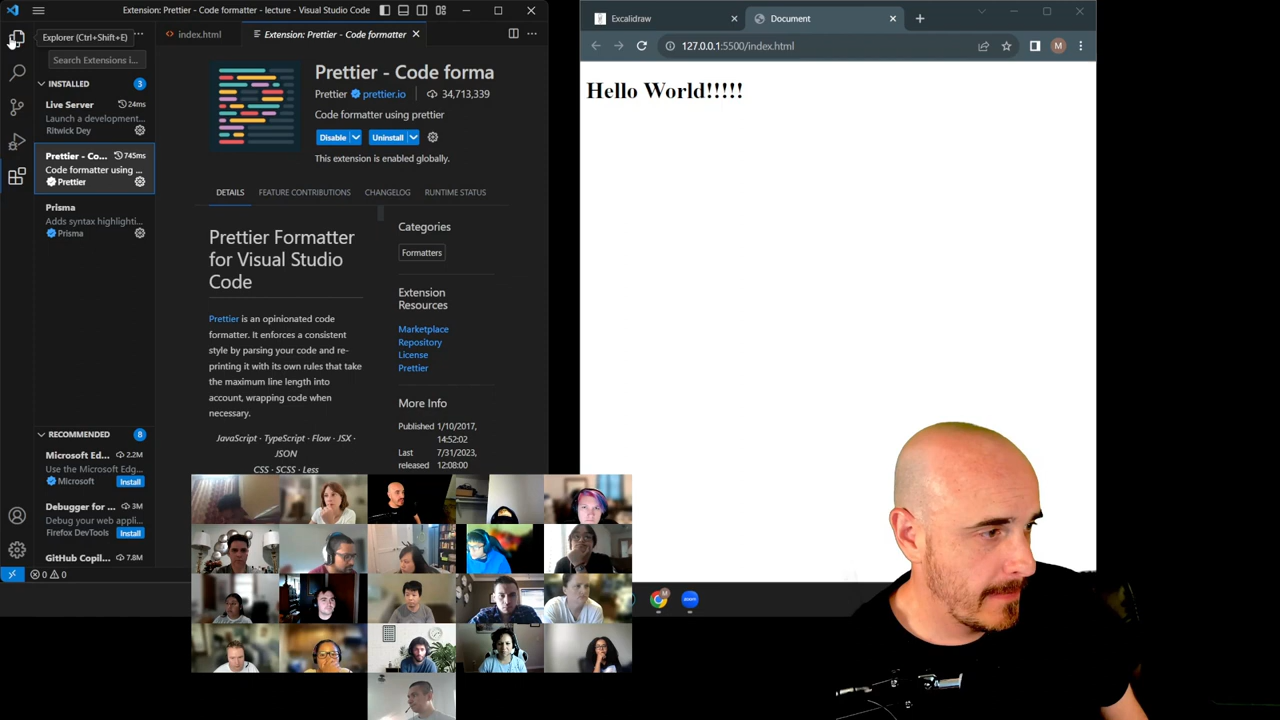 Extension: Prettier - Code formatter - lecture - Visual Studio Code
Explorer (Ctrl+Shift+E)
···
index.html
Extension: Prettier - Code formatter
Search Extensions i...
INSTALLED
3
Live Server
24ms
Launch a development...
Ritwick Dey
Prettier - Co...
745ms
Code formatter using ...
Prettier
Prisma
Adds syntax highlighti...
Prisma
RECOMMENDED
8
Microsoft Ed...
2.2M
Use the Microsoft Edg...
Microsoft
Install
Debugger for ...
3M
Debug your web appli...
Firefox DevTools
Install
GitHub Copil...
7.8M
0
0
Prettier - Code forma
Prettier
prettier.io
34,713,339
Code formatter using prettier
Disable
Uninstall
This extension is enabled globally.
DETAILS
FEATURE CONTRIBUTIONS
CHANGELOG
RUNTIME STATUS
Prettier Formatter
for Visual Studio
Code
Prettier is an opinionated code
formatter. It enforces a consistent
style by parsing your code and re-
printing it with its own rules that take
the maximum line length into
account, wrapping code when
necessary.
JavaScript · TypeScript · Flow · JSX ·
JSON
CSS · SCSS · Less
Categories
Formatters
Extension
Resources
Marketplace
Repository
License
Prettier
More Info
Published
1/10/2017,
14:52:02
Last
released
7/31/2023,
12:08:00
Excalidraw
Document
127.0.0.1:5500/index.html
M
Hello World!!!!!
M
zoom